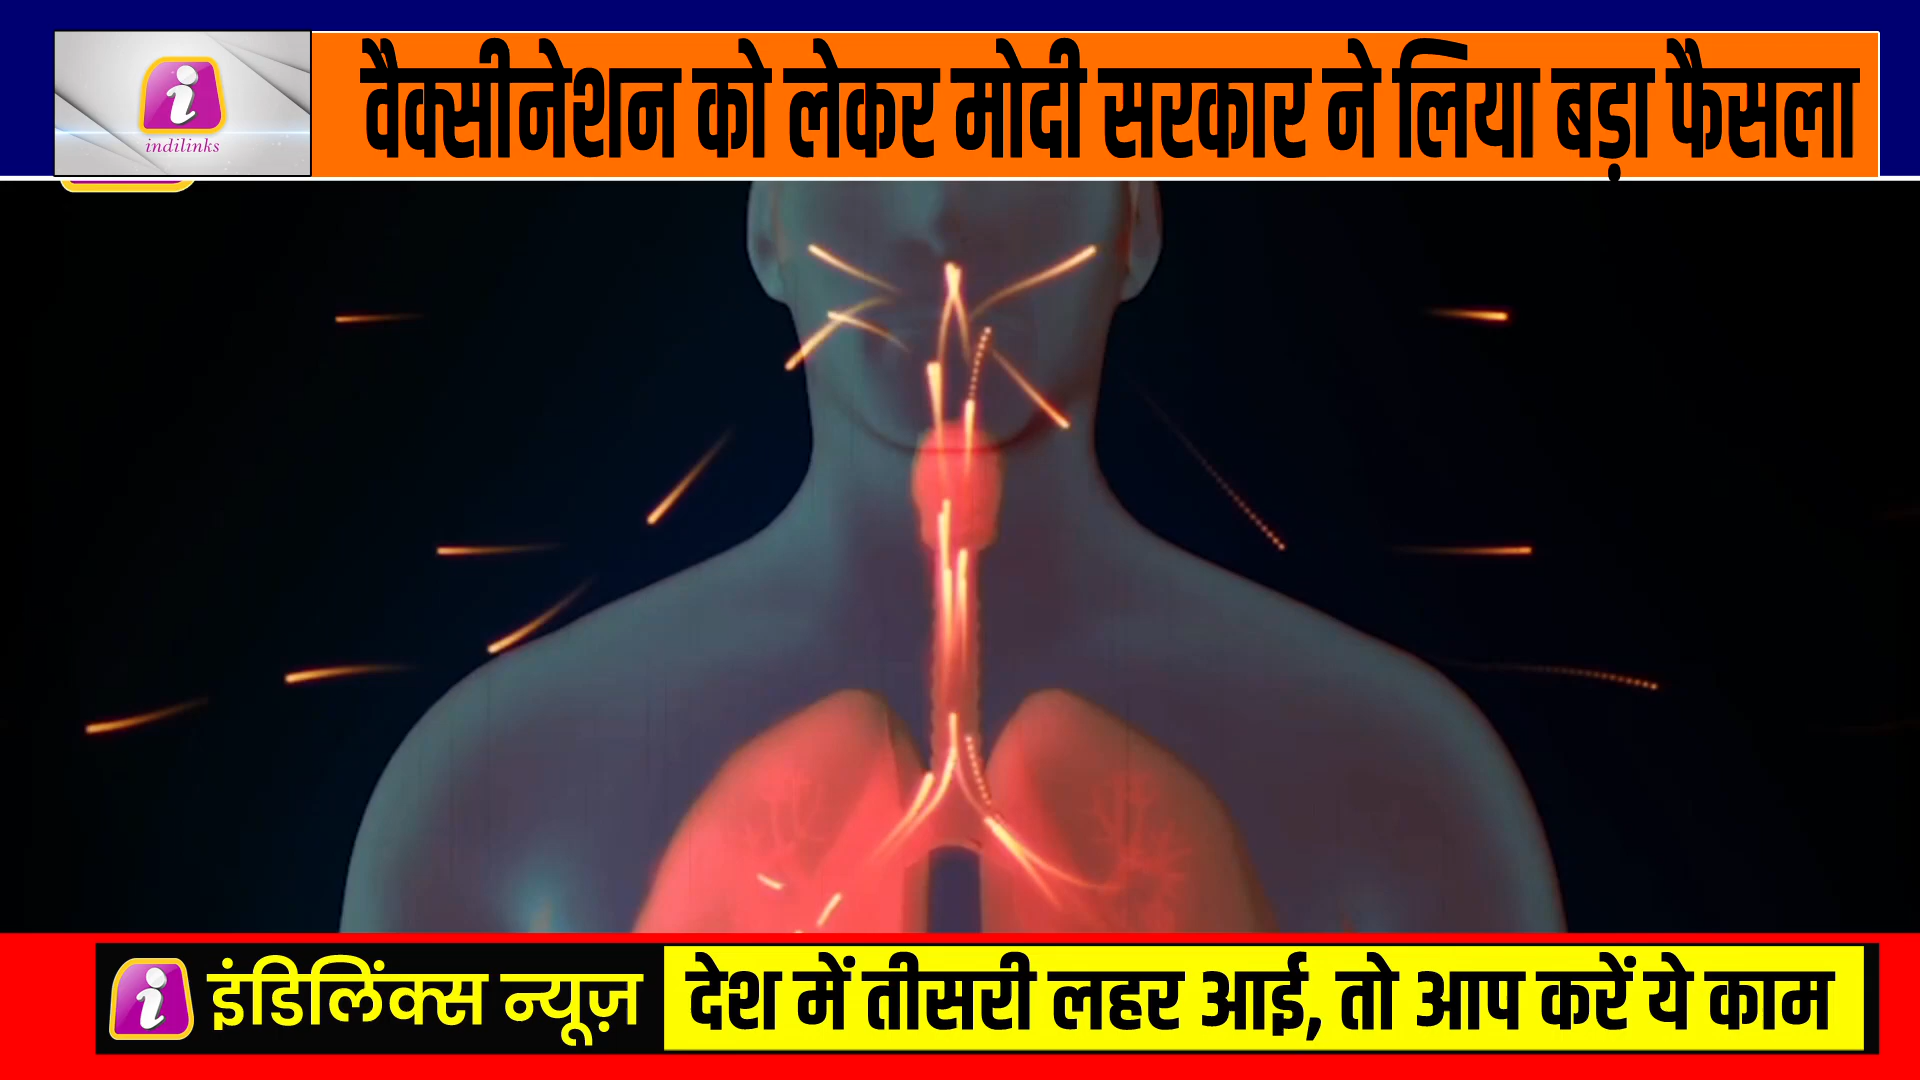 वैक्सीनेशन को लेकर मोदी सरकार ने लिया बड़ा फैसला
indilinks
इंडिलिंक्स न्यूज़
देश में तीसरी लहर आई, तो आप करें ये काम